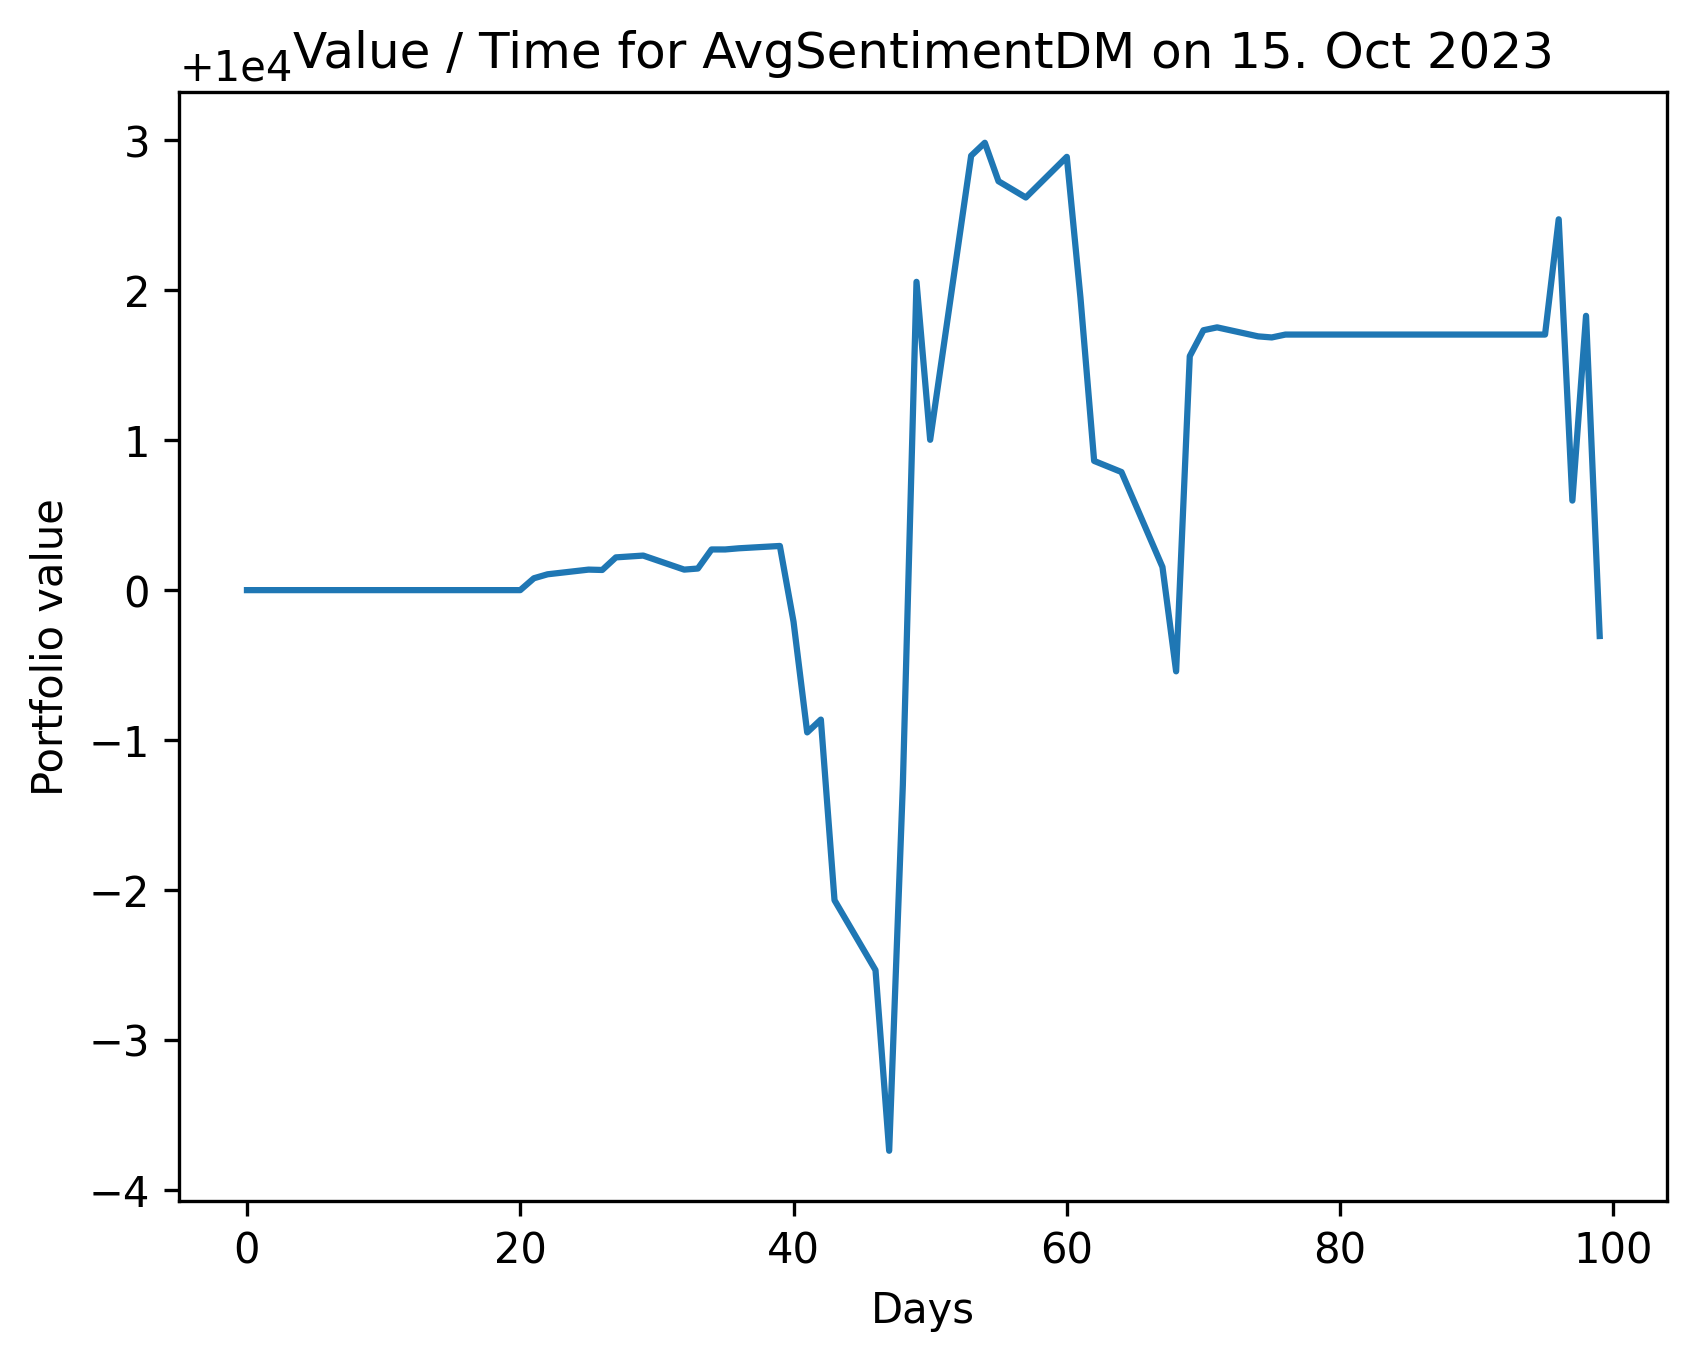 Value / Time for AvgSentimentDM on 15. Oct 2023
+1e4
3
2
1
0
−1
−2
−3
−4
Portfolio value
0 20 40 60 80 100
Days